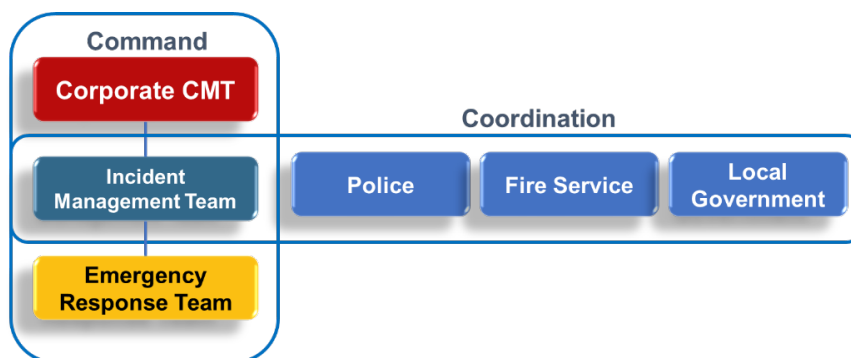 Command
Corporate CMT
Coordination
Incident
Management Team
Police
Fire Service
Local
Government
Emergency
Response Team